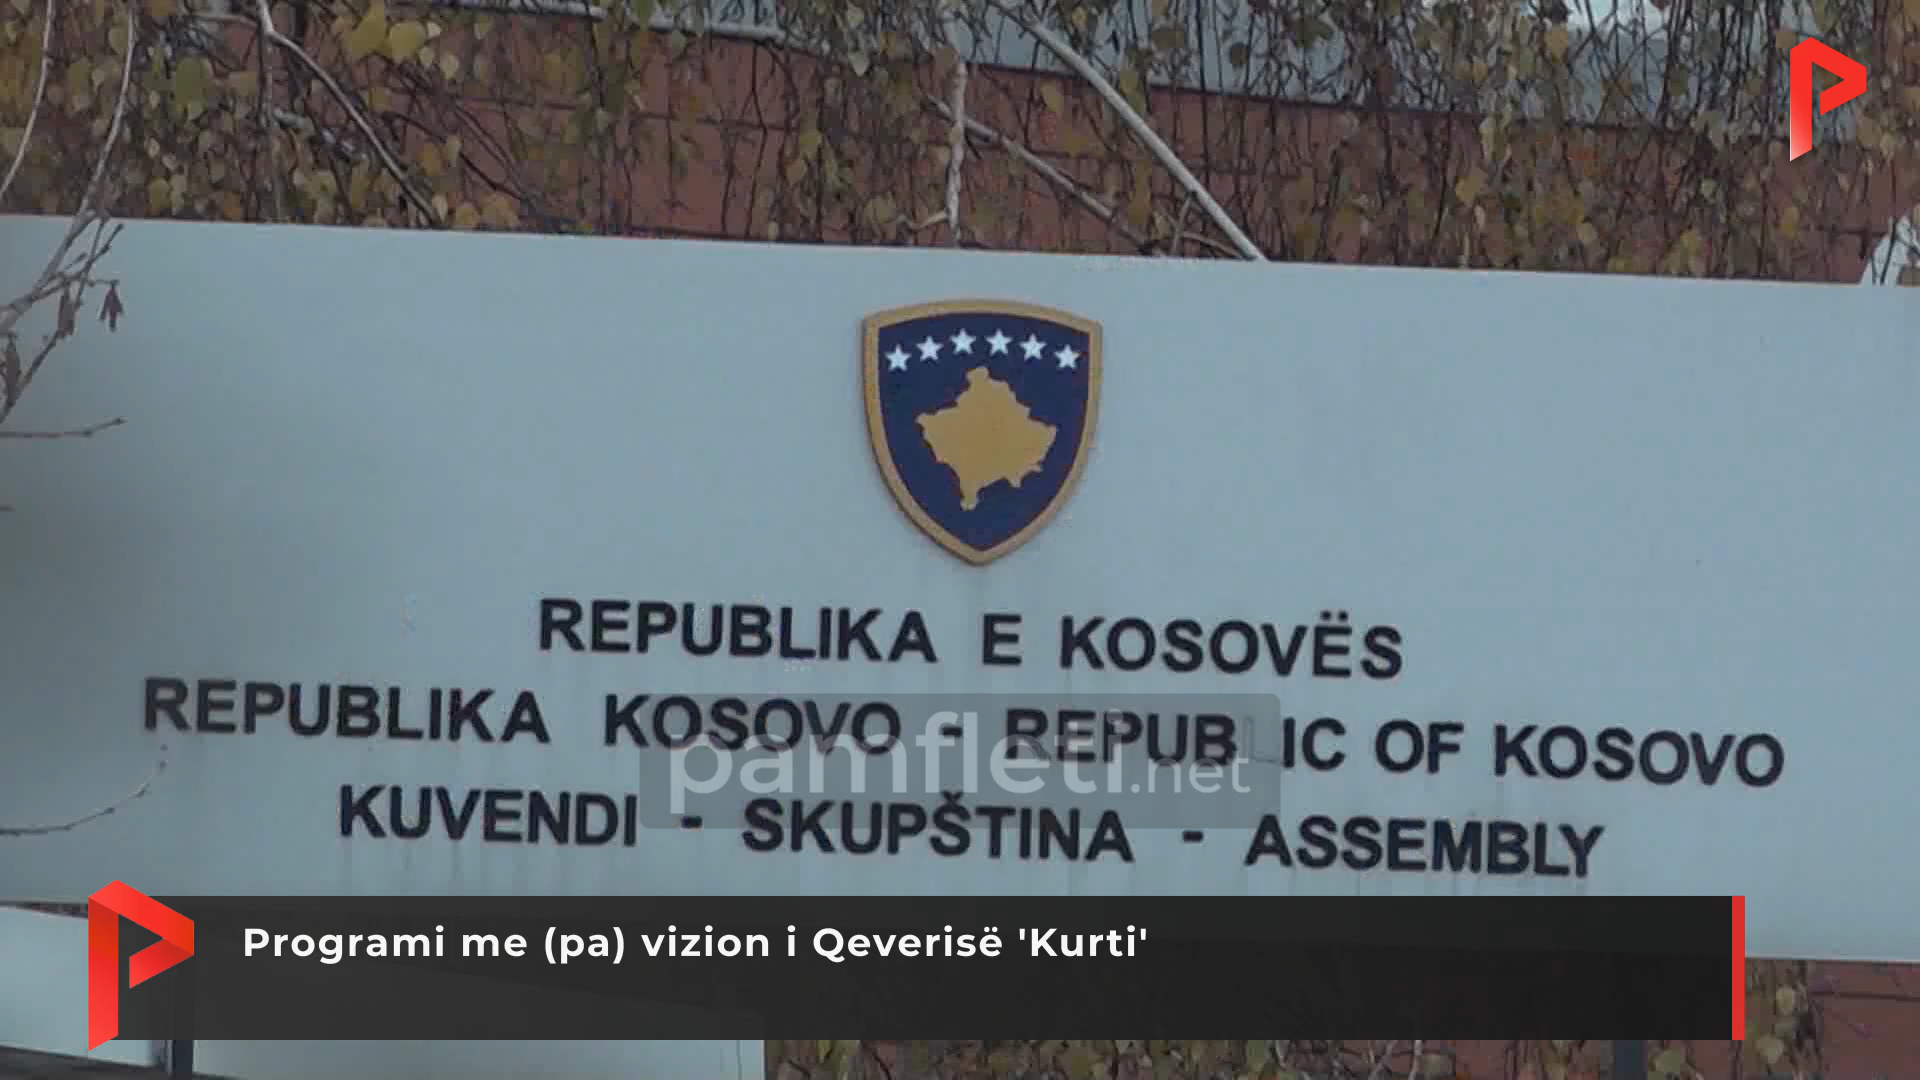 REPUBLIKA E KOSOVËS
REPUBLIKA KOSOVO - REPUBLIC OF KOSOVO
pamfleti.net
KUVENDI - SKUPŠTINA - ASSEMBLY
Programi me (pa) vizion i Qeverisë 'Kurti'